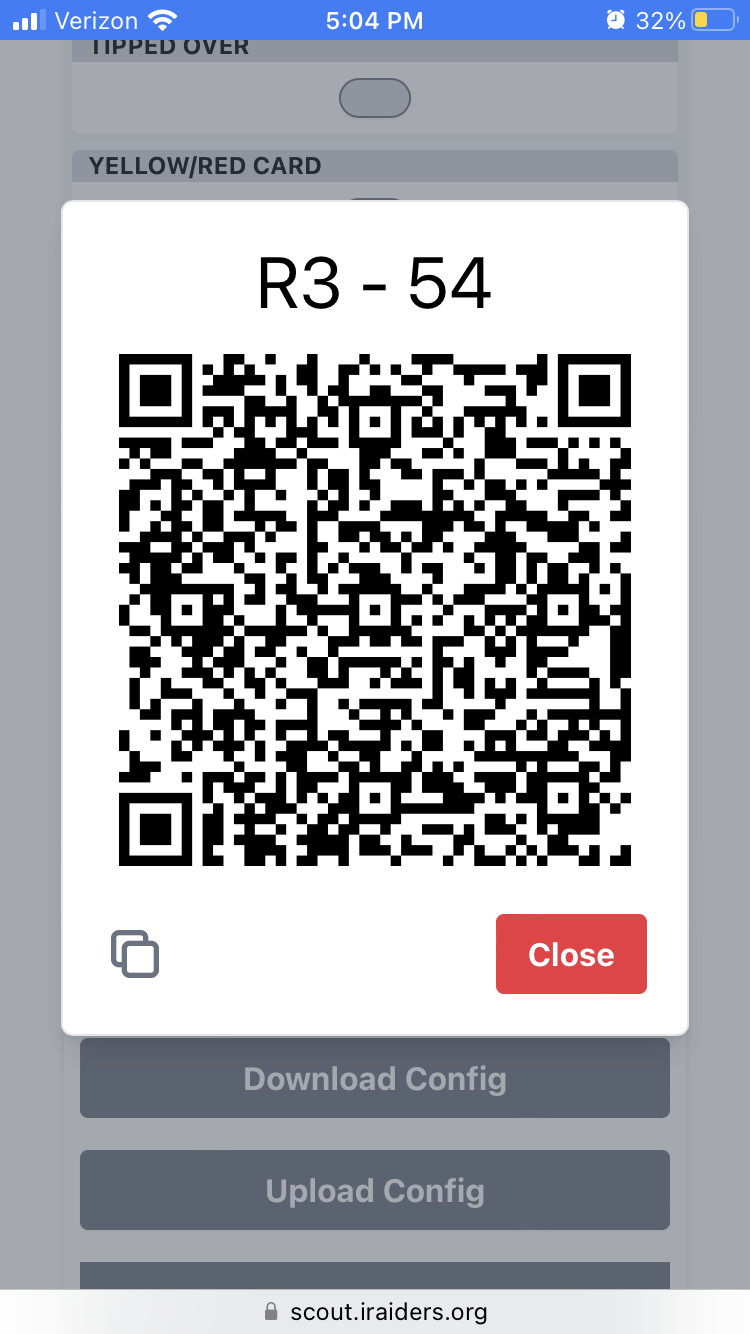 Verizon 5:04 PM 32%
TIPPED OVER
YELLOW/RED CARD
R3 - 54
Close
Download Config
Upload Config
scout.iraiders.org